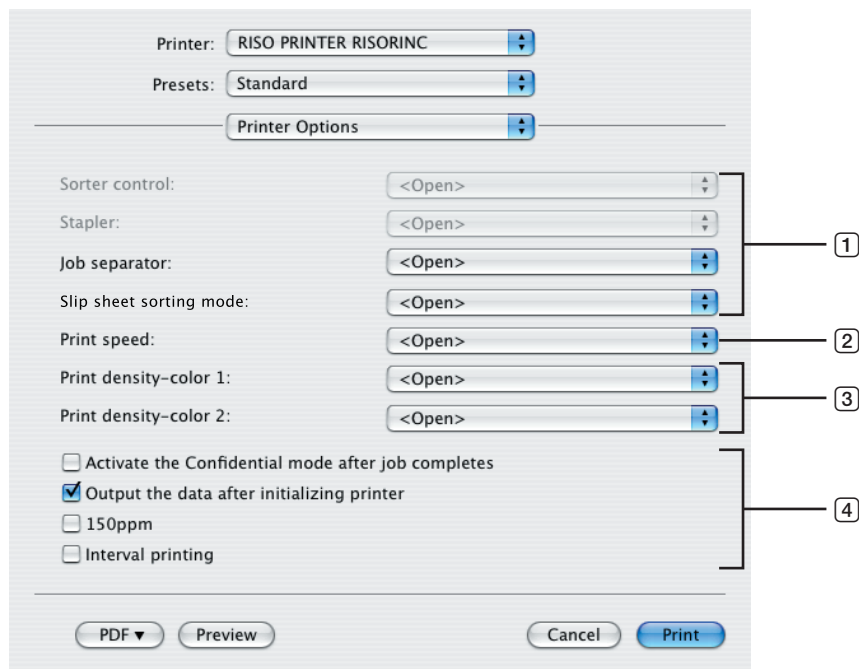 Printer: RISO PRINTER RISORINC
Presets: Standard
Printer Options
Sorter control: <Open>
Stapler: <Open>
Job separator: <Open>
Slip sheet sorting mode: <Open>
1
Print speed: <Open>
2
Print density-color 1: <Open>
Print density-color 2: <Open>
3
Activate the Confidential mode after job completes
Output the data after initializing printer
150ppm
Interval printing
4
PDF▼ Preview Cancel Print